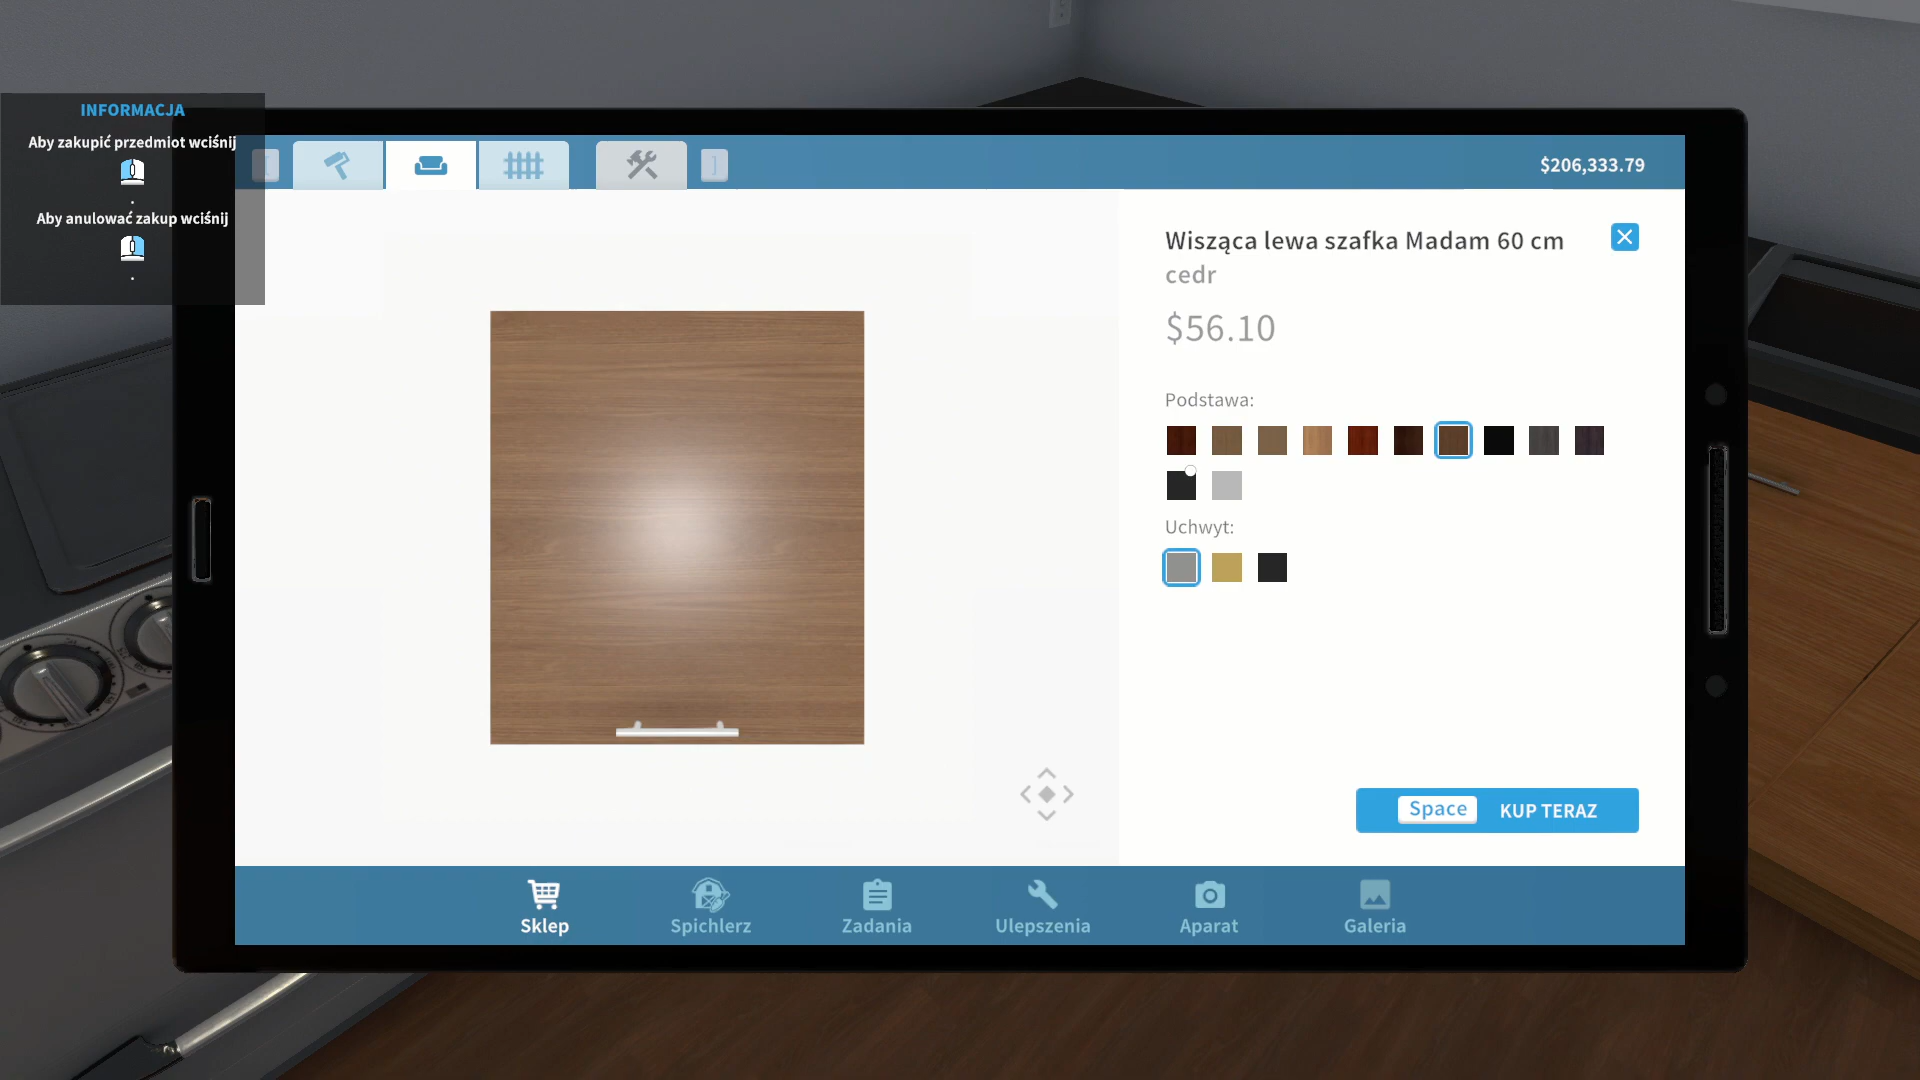 INFORMACJA
Aby zakupić przedmiot wciśnij
.
Aby anulować zakup wciśnij
.
[
]
$206,333.79
Wisząca lewa szafka Madam 60 cm
cedr
$56.10
Podstawa:
Uchwyt:
Space KUP TERAZ
Sklep
Spichlerz
Zadania
Ulepszenia
Aparat
Galeria